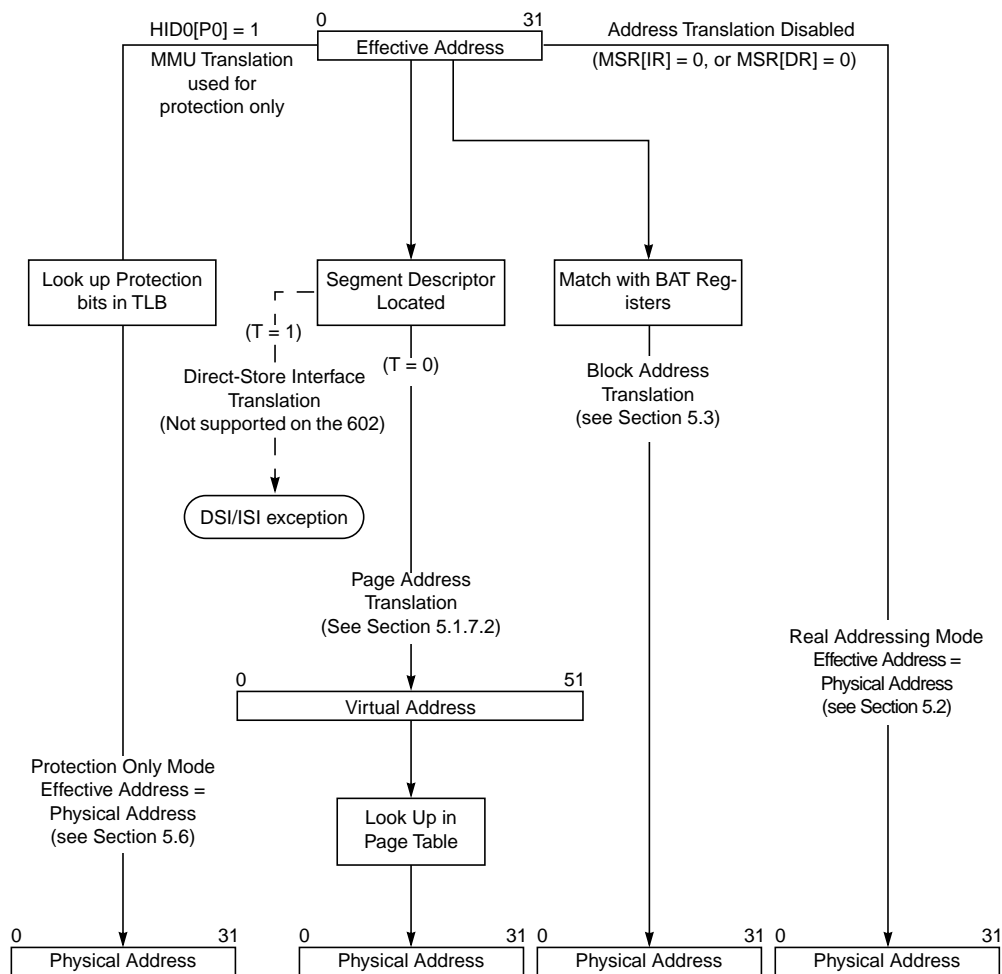 HID0[P0] = 1
MMU Translation
used for
protection only
0 31
Effective Address
Address Translation Disabled
(MSR[IR] = 0, or MSR[DR] = 0)
Look up Protection
bits in TLB
Segment Descriptor
Located
Match with BAT Reg-
isters
(T = 1)
Direct-Store Interface
Translation
(Not supported on the 602)
DSI/ISI exception
(T = 0)
Block Address
Translation
(see Section 5.3)
Page Address
Translation
(See Section 5.1.7.2)
0 51
Virtual Address
Real Addressing Mode
Effective Address =
Physical Address
(see Section 5.2)
Protection Only Mode
Effective Address =
Physical Address
(see Section 5.6)
Look Up in
Page Table
0 31
Physical Address
0 31
Physical Address
0 31
Physical Address
0 31
Physical Address